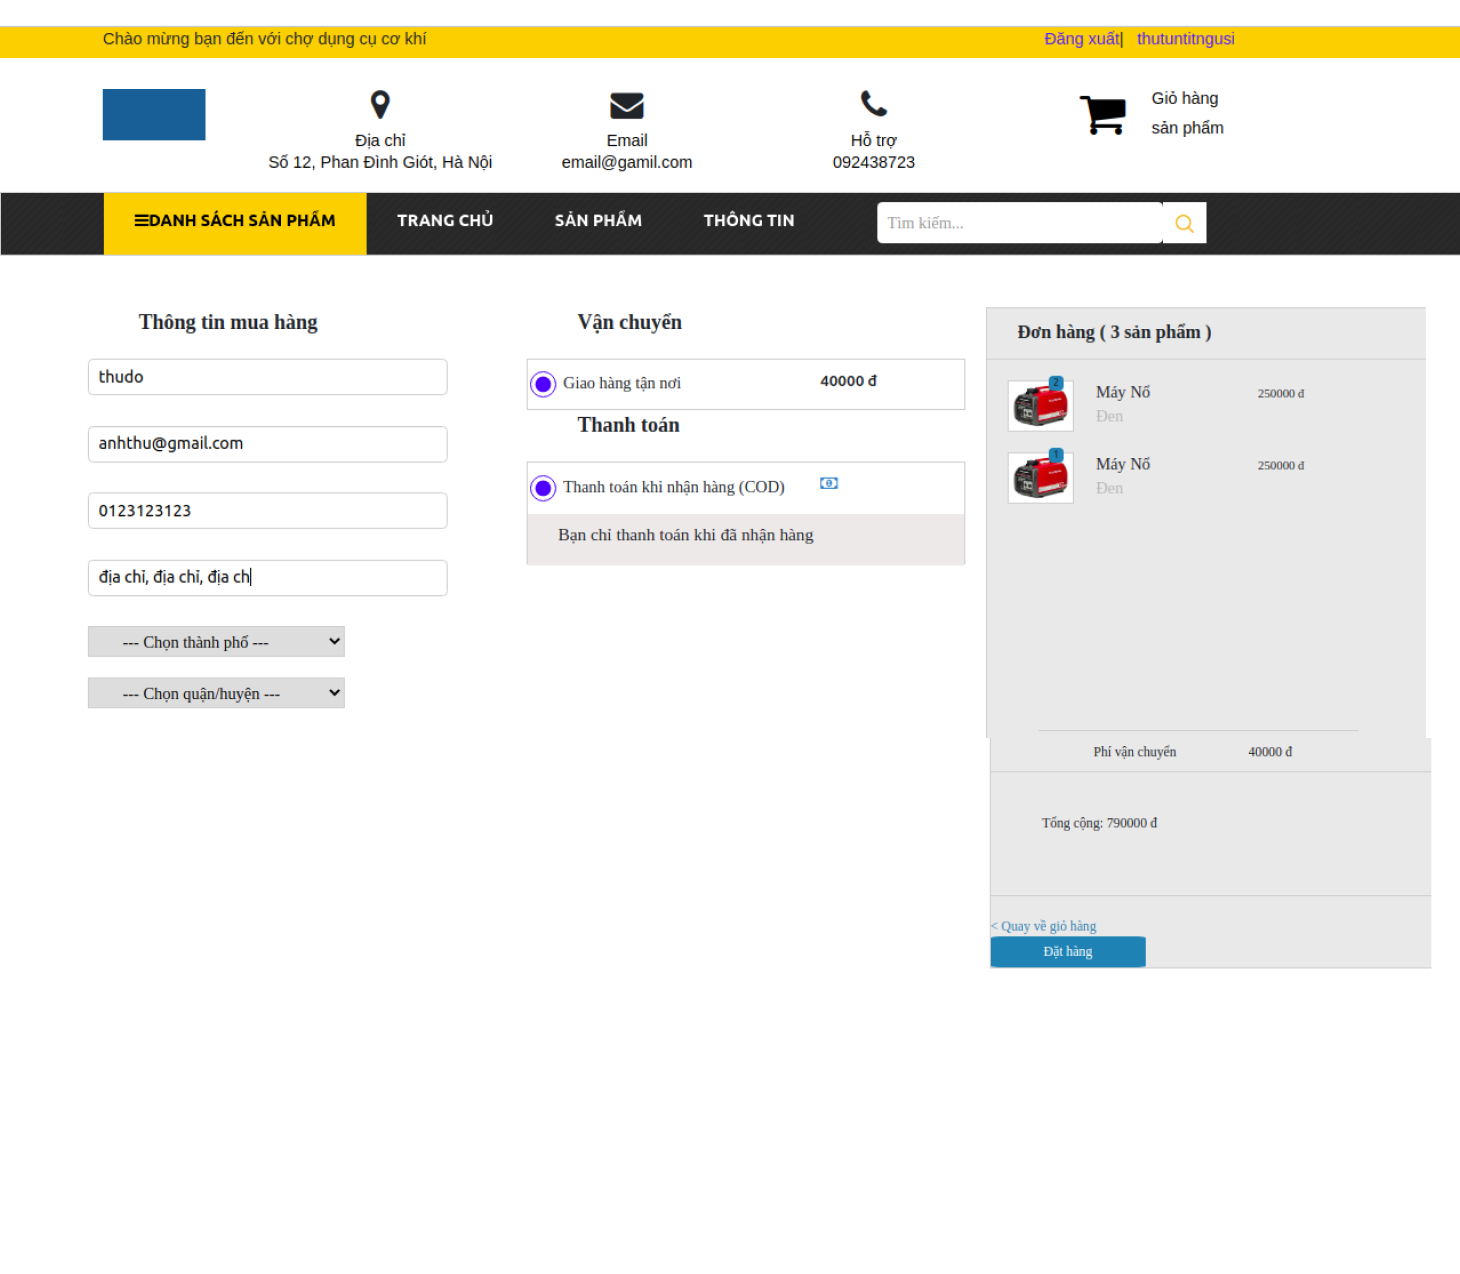 Chào mừng bạn đến với chợ dụng cụ cơ khí
Đăng xuất| thutuntitngusi
Địa chỉ
Số 12, Phan Đình Giót, Hà Nội
Email
email@gamil.com
Hỗ trợ
092438723
Giỏ hàng
sản phẩm
DANH SÁCH SẢN PHẨM
TRANG CHỦ
SẢN PHẨM
THÔNG TIN
Tìm kiếm...
Thông tin mua hàng
thudo
anhthu@gmail.com
0123123123
địa chỉ, địa chỉ, địa ch
--- Chọn thành phố ---
--- Chọn quận/huyện ---
Vận chuyển
Giao hàng tận nơi 40000 đ
Thanh toán
Thanh toán khi nhận hàng (COD)
Bạn chỉ thanh toán khi đã nhận hàng
Đơn hàng ( 3 sản phẩm )
2
Máy Nổ 250000 đ
Đen
1
Máy Nổ 250000 đ
Đen
Phí vận chuyển 40000 đ
Tổng cộng: 790000 đ
< Quay về giỏ hàng
Đặt hàng